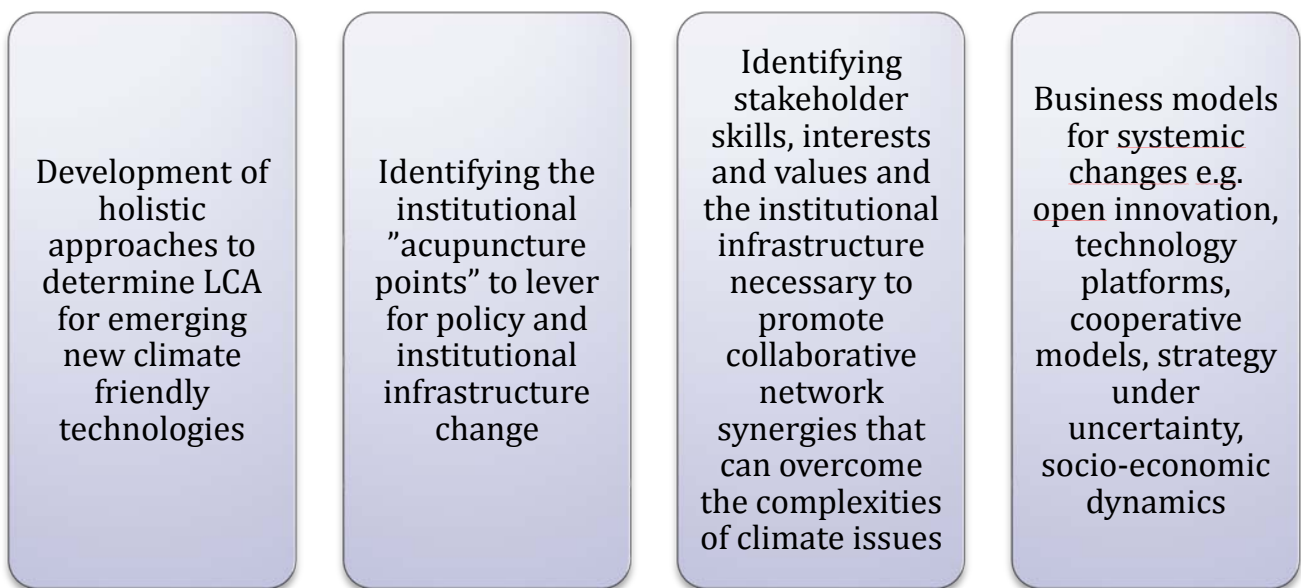 Development of
holistic
approaches to
determine LCA
for emerging
new climate
friendly
technologies
Identifying the
institutional
”acupuncture
points” to lever
for policy and
institutional
infrastructure
change
Identifying
stakeholder
skills, interests
and values and
the institutional
infrastructure
necessary to
promote
collaborative
network
synergies that
can overcome
the complexities
of climate issues
Business models
for systemic
changes e.g.
open innovation,
technology
platforms,
cooperative
models, strategy
under
uncertainty,
socio-economic
dynamics